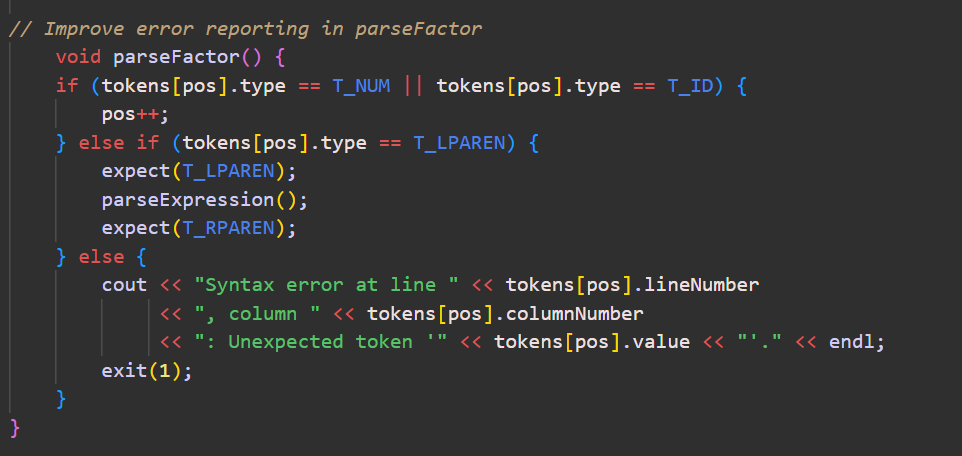 // Improve error reporting in parseFactor
    void parseFactor() {
    if (tokens[pos].type == T_NUM || tokens[pos].type == T_ID) {
        pos++;
    } else if (tokens[pos].type == T_LPAREN) {
        expect(T_LPAREN);
        parseExpression();
        expect(T_RPAREN);
    } else {
        cout << "Syntax error at line " << tokens[pos].lineNumber
             << ", column " << tokens[pos].columnNumber
             << ": Unexpected token '" << tokens[pos].value << "'." << endl;
        exit(1);
    }
}